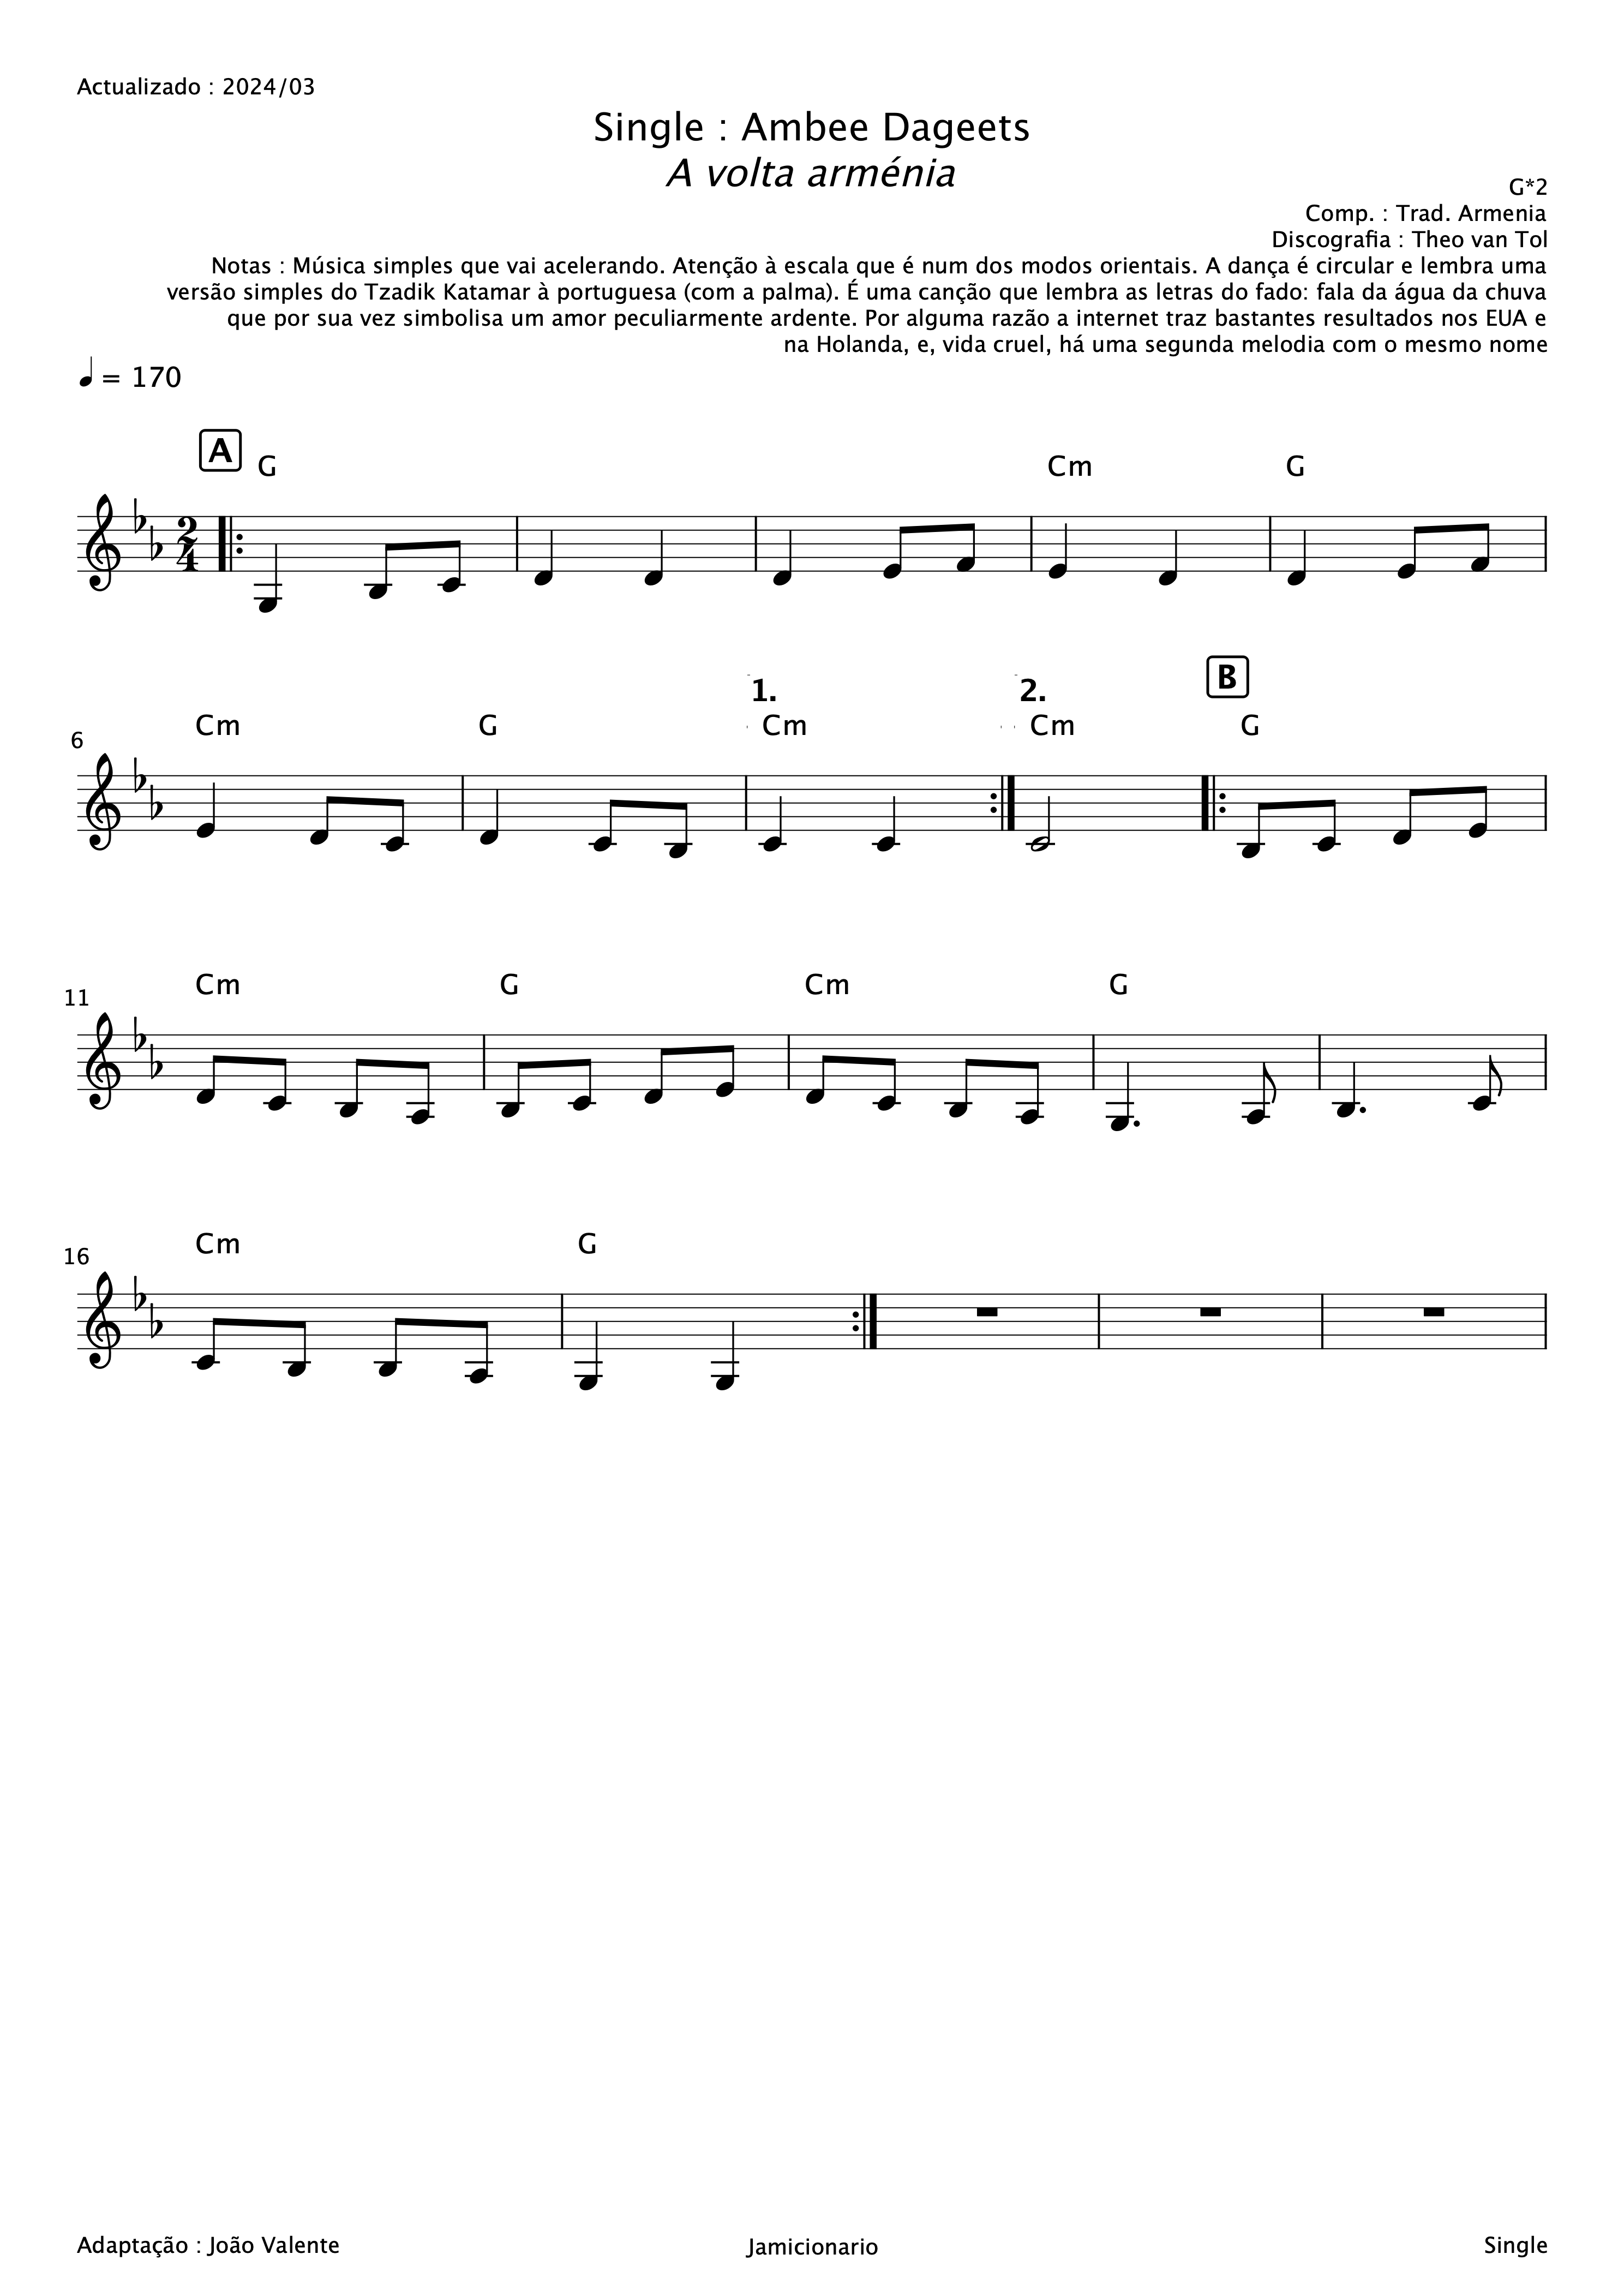 Actualizado : 2024/03
Single : Ambee Dageets
A volta arménia
G*2
Comp. : Trad. Armenia
Discografia : Theo van Tol
Notas : Música simples que vai acelerando. Atenção à escala que é num dos modos orientais. A dança é circular e lembra uma
versão simples do Tzadik Katamar à portuguesa (com a palma). É uma canção que lembra as letras do fado: fala da água da chuva
que por sua vez simbolisa um amor peculiarmente ardente. Por alguma razão a internet traz bastantes resultados nos EUA e
na Holanda, e, vida cruel, há uma segunda melodia com o mesmo nome
= 170
A
G Cm G
2
4
1. 2. B
6 Cm G Cm Cm G
11 Cm G Cm G
16 Cm G
Adaptação : João Valente Jamicionario Single